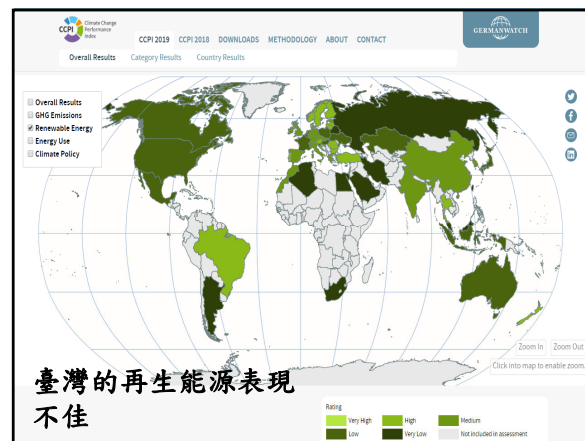 CCPI
Climate Change
Performance
Index
CCPI 2019 CCPI 2018 DOWNLOADS METHODOLOGY ABOUT CONTACT
GERMANWATCH
Overall Results Category Results Country Results
Overall Results
GHG Emissions
Renewable Energy
Energy Use
Climate Policy
Zoom In Zoom Out
Click into map to enable zoom.
臺灣的再生能源表現
不佳
Rating
Very High High Medium
Low Very Low Not included in assessment